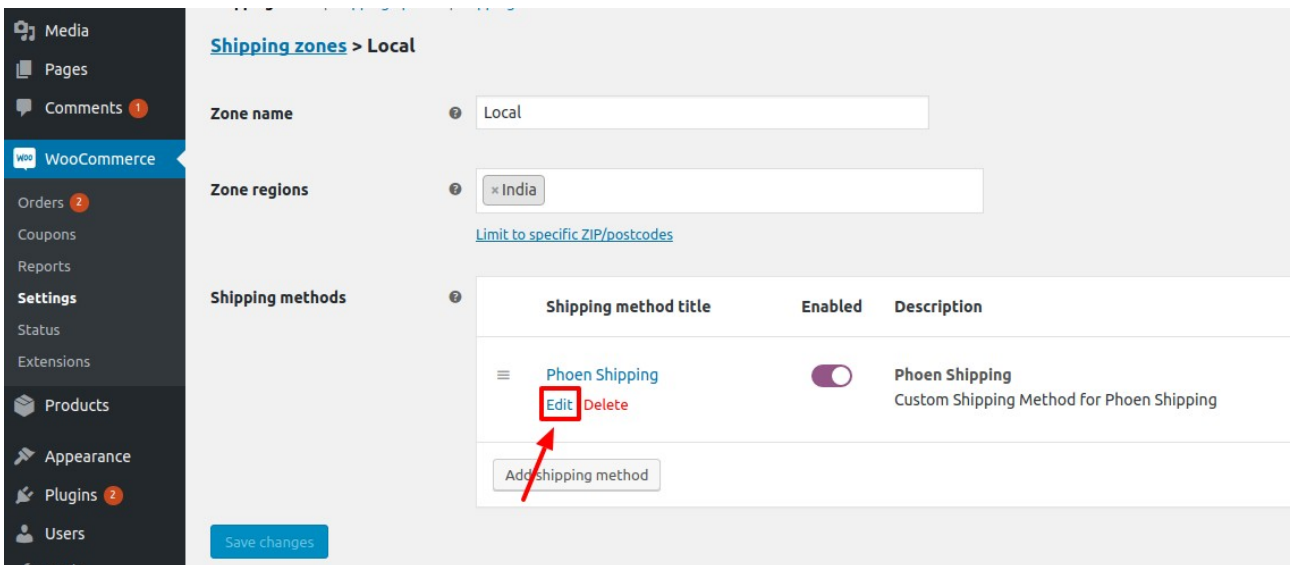 Media
Pages
Comments 1
WooCommerce
Orders 2
Coupons
Reports
Settings
Status
Extensions
Products
Appearance
Plugins 2
Users
Shipping zones > Local
Zone name
Local
Zone regions
× India
Limit to specific ZIP/postcodes
Shipping methods
Shipping method title Enabled Description
Phoen Shipping Phoen Shipping
Edit Delete Custom Shipping Method for Phoen Shipping
Add shipping method
Save changes